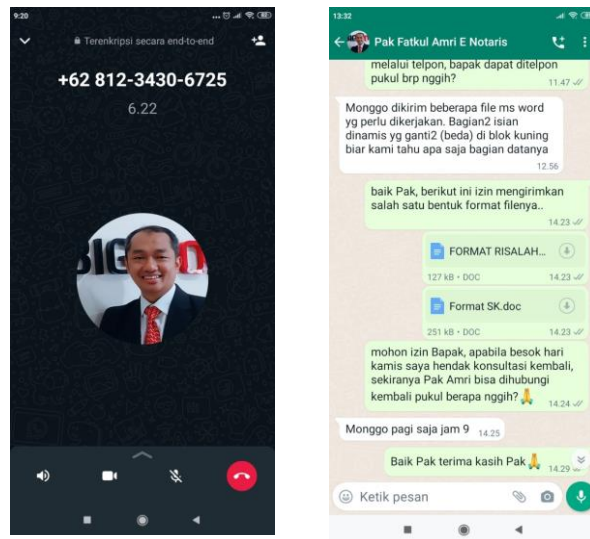 9:20
Terenkripsi secara end-to-end
+62 812-3430-6725
6.22
BIG
13:32
Pak Fatkul Amri E Notaris
melalui telpon, bapak dapat ditelpon
pukul brp nggih?
11.47
Monggo dikirim beberapa file ms word
yg perlu dikerjakan. Bagian2 isian
dinamis yg ganti2 (beda) di blok kuning
biar kami tahu apa saja bagian datanya
12.56
baik Pak, berikut ini izin mengirimkan
salah satu bentuk format filenya..
14.23
FORMAT RISALAH...
127 kB • DOC
14.23
Format SK.doc
251 kB • DOC
14.23
mohon izin Bapak, apabila besok hari
kamis saya hendak konsultasi kembali,
sekiranya Pak Amri bisa dihubungi
kembali pukul berapa nggih?🙏
14.24
Monggo pagi saja jam 9
14.25
Baik Pak terima kasih Pak🙏
14.29
Ketik pesan